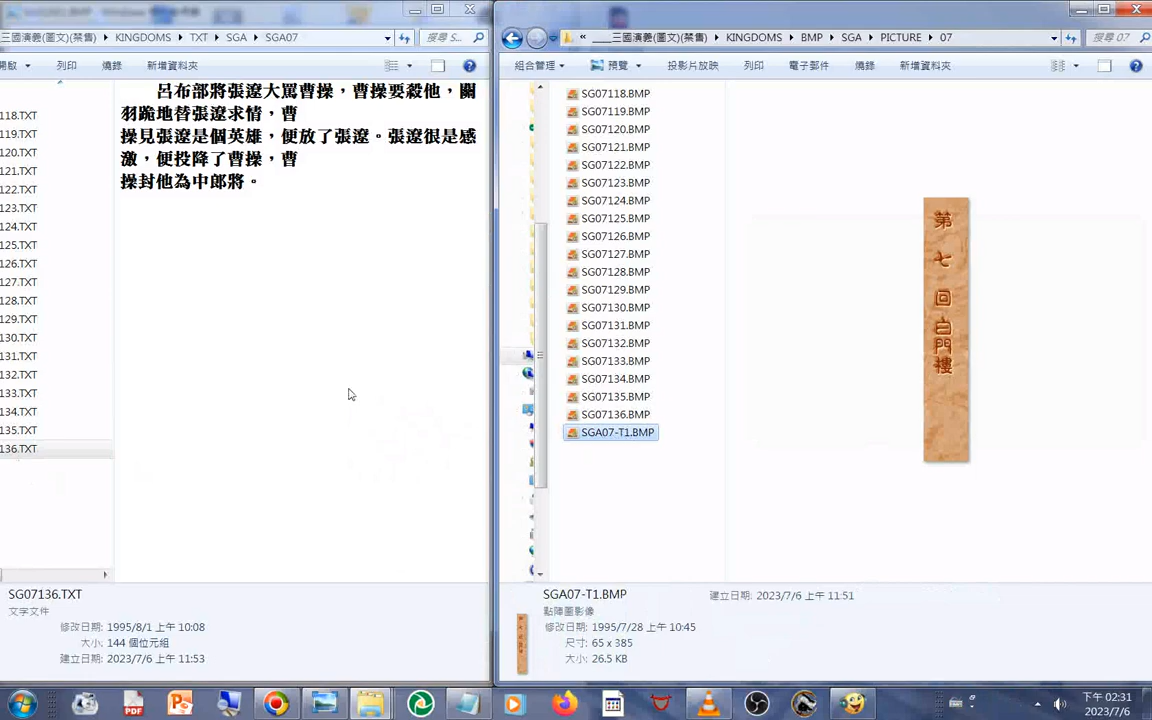 三國演義(圖文)(禁售) ▸ KINGDOMS ▸ TXT ▸ SGA ▸ SGA07
搜尋 S...
開啟 列印 燒錄 新增資料夾
118.TXT
119.TXT
120.TXT
121.TXT
122.TXT
123.TXT
124.TXT
125.TXT
126.TXT
127.TXT
128.TXT
129.TXT
130.TXT
131.TXT
132.TXT
133.TXT
134.TXT
135.TXT
136.TXT
呂布部將張遼大罵曹操，曹操要殺他，關
羽跪地替張遼求情，曹
操見張遼是個英雄，便放了張遼。張遼很是感
激，便投降了曹操，曹
操封他為中郎將。
SG07136.TXT
文字文件
修改日期: 1995/8/1 上午 10:08
大小: 144 個位元組
建立日期: 2023/7/6 上午 11:53
« ____三國演義(圖文)(禁售) ▸ KINGDOMS ▸ BMP ▸ SGA ▸ PICTURE ▸ 07
搜尋 07
組合管理 預覽 投影片放映 列印 電子郵件 燒錄 新增資料夾
SG07118.BMP
SG07119.BMP
SG07120.BMP
SG07121.BMP
SG07122.BMP
SG07123.BMP
SG07124.BMP
SG07125.BMP
SG07126.BMP
SG07127.BMP
SG07128.BMP
SG07129.BMP
SG07130.BMP
SG07131.BMP
SG07132.BMP
SG07133.BMP
SG07134.BMP
SG07135.BMP
SG07136.BMP
SGA07-T1.BMP
第七回白門樓
SGA07-T1.BMP
點陣圖影像
修改日期: 1995/7/28 上午 10:45
尺寸: 65 x 385
大小: 26.5 KB
建立日期: 2023/7/6 上午 11:51
PDF
下午 02:31
2023/7/6